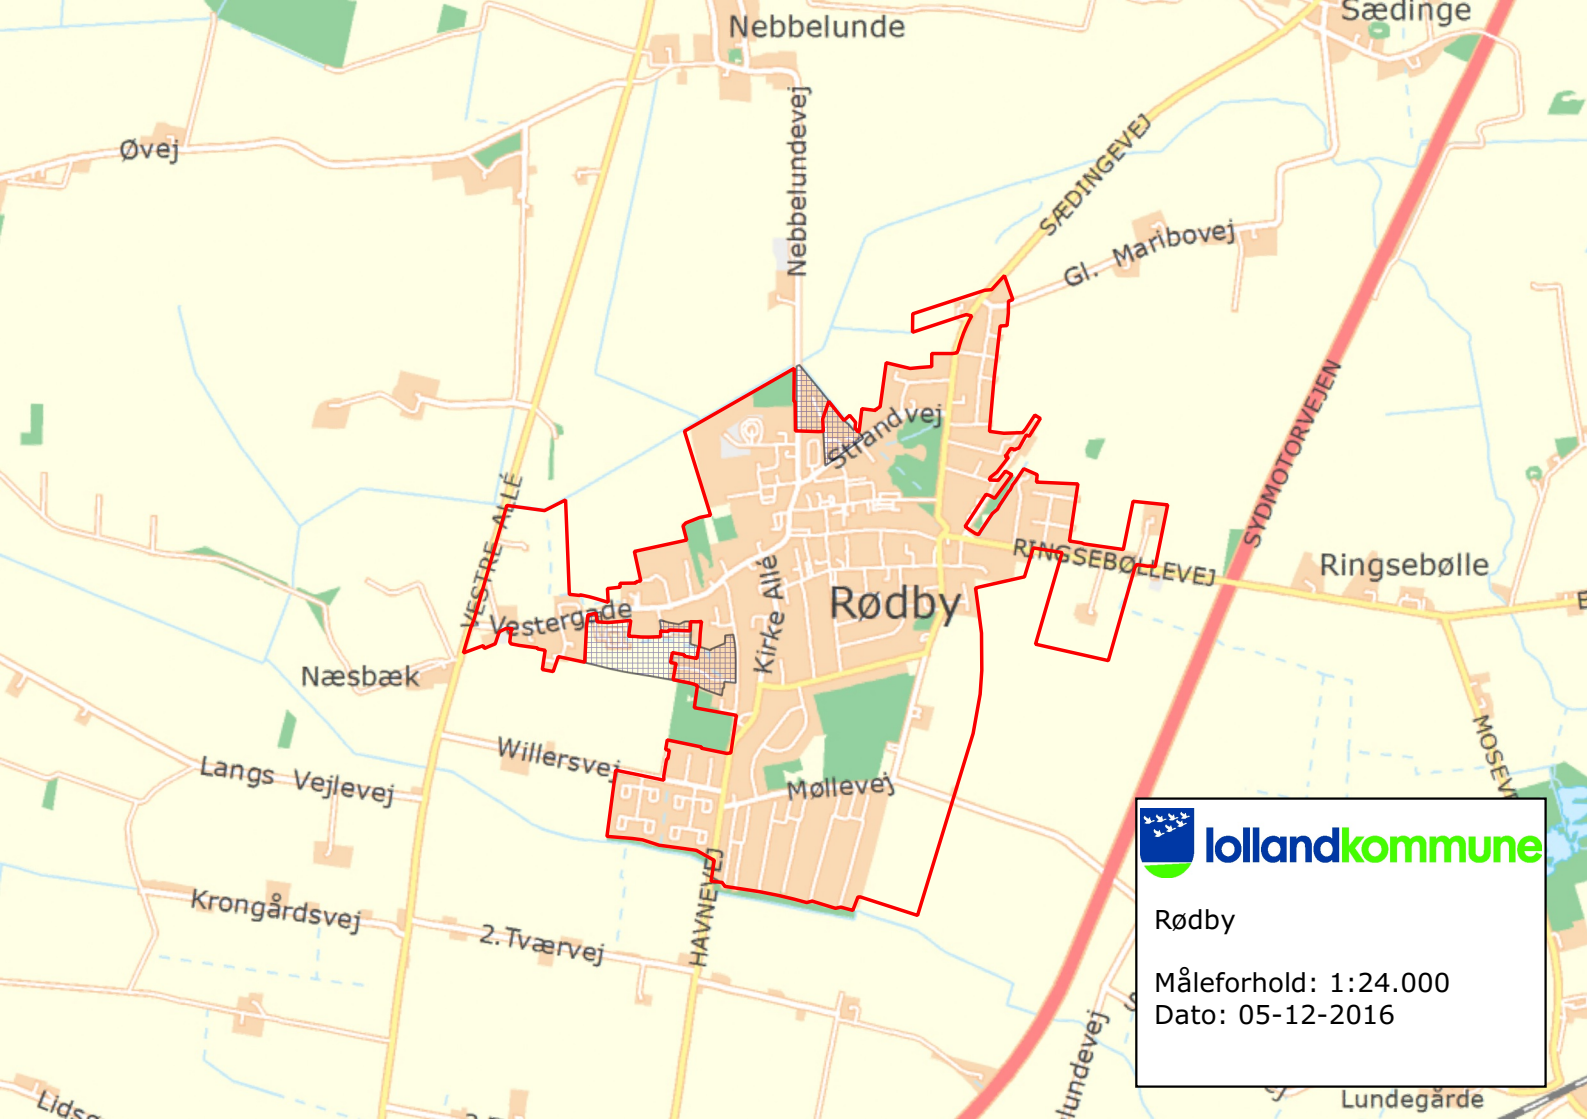 Sædinge
Nebbelunde
Øvej
Nebbelundevej
SÆDINGEVEJ
Gl. Maribovej
SYDMOTORVEJEN
Strandvej
VESTRE ALLÉ
RINGSEBØLLEVEJ
Ringsebølle
Rødby
Kirke Allé
Vestergade
Næsbæk
Willersvej
Langs Vejlevej
Møllevej
HAVNEVEJ
Krongårdsvej
2.Tværvej
lollandkommune
Rødby
Måleforhold: 1:24.000
Dato: 05-12-2016
Lundegårde